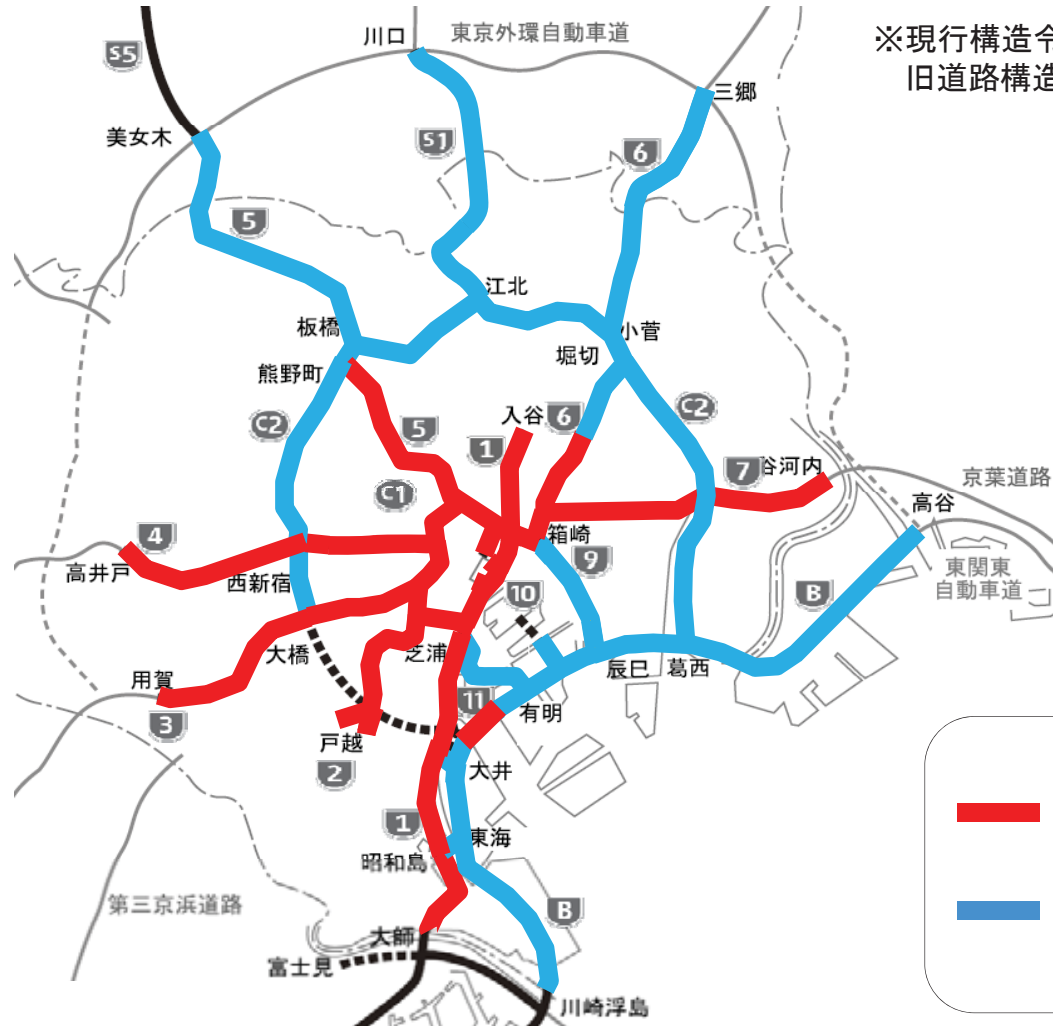 川口
東京外環自動車道
※現行構造令
旧道路構造
S5
三郷
美女木
S1
6
5
江北
板橋
小菅
堀切
熊野町
入谷
6
C2
5
1
C2
C1
7
谷河内
京葉道路
高谷
4
箱崎
高井戸
9
東関東
自動車道
西新宿
10
B
大橋
芝浦
辰巳
葛西
用賀
11
有明
3
戸越
2
大井
1
東海
昭和島
第三京浜道路
B
大師
富士見
川崎浮島